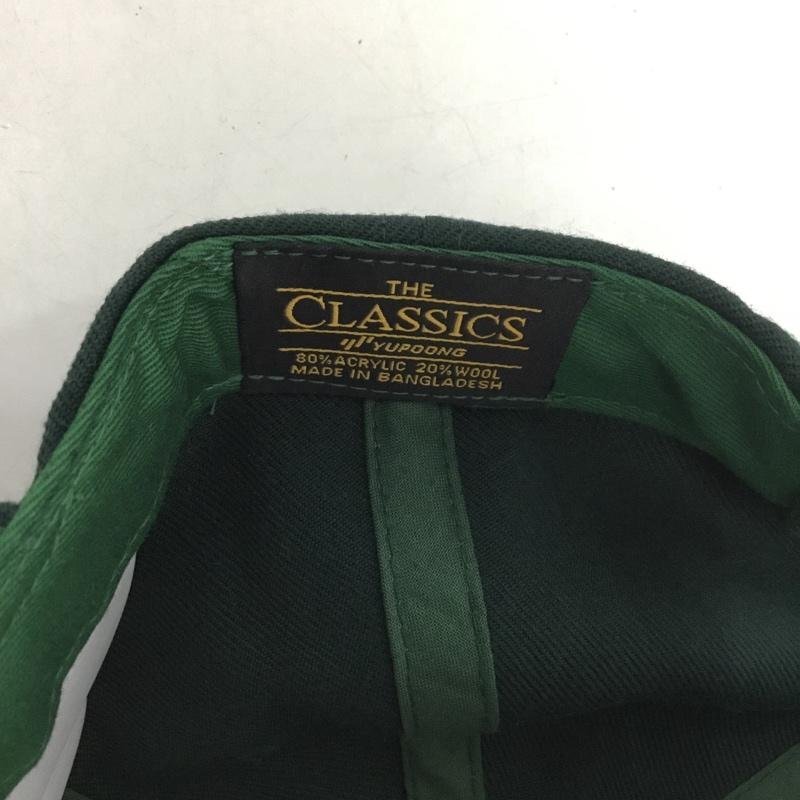 THE
CLASSICS
YUPOONG
80% ACRYLIC 20% WOOL
MADE IN BANGLADESH